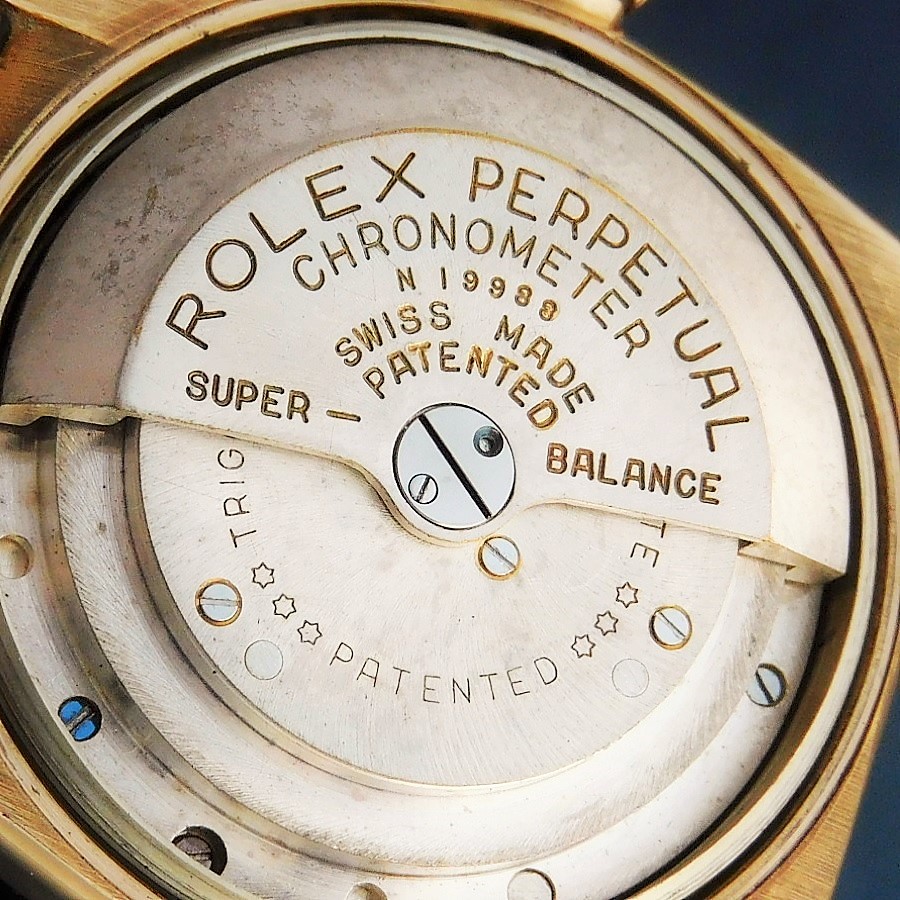 ROLEX PERPETUAL
CHRONOMETER
N 19988
SWISS MADE
PATENTED
SUPER - BALANCE
TRIG
TE
PATENTED